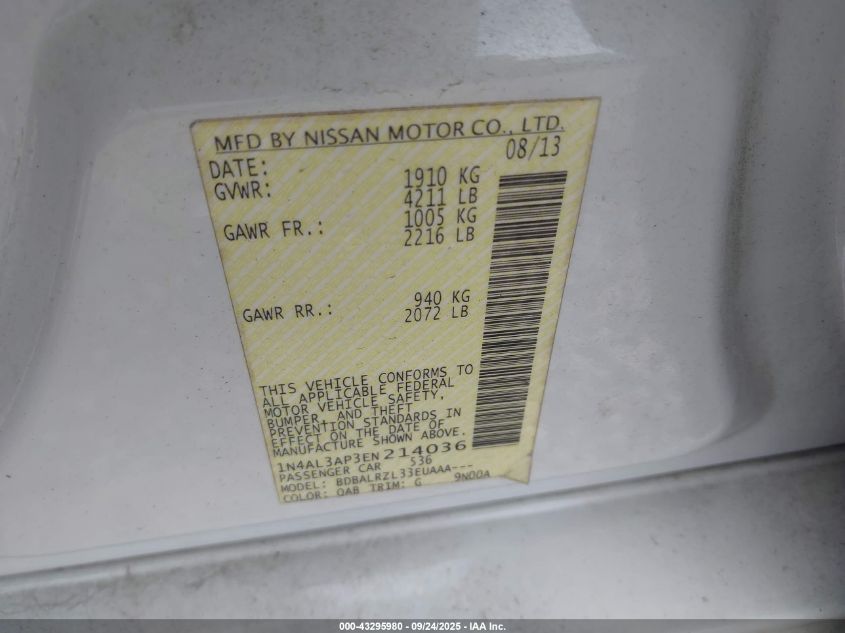 MFD BY NISSAN MOTOR CO., LTD.
DATE: 08/13
GVWR: 1910 KG
4211 LB
GAWR FR.: 1005 KG
2216 LB
GAWR RR.: 940 KG
2072 LB
THIS VEHICLE CONFORMS TO
ALL APPLICABLE FEDERAL
MOTOR VEHICLE SAFETY,
BUMPER, AND THEFT
PREVENTION STANDARDS IN
EFFECT ON THE DATE OF
MANUFACTURE SHOWN ABOVE.
1N4AL3AP3EN214036
PASSENGER CAR 536
MODEL: BDBALRZL33EUAAA---
COLOR: QAB TRIM: G 9N00A
000-43295980 - 09/24/2025 - IAA Inc.